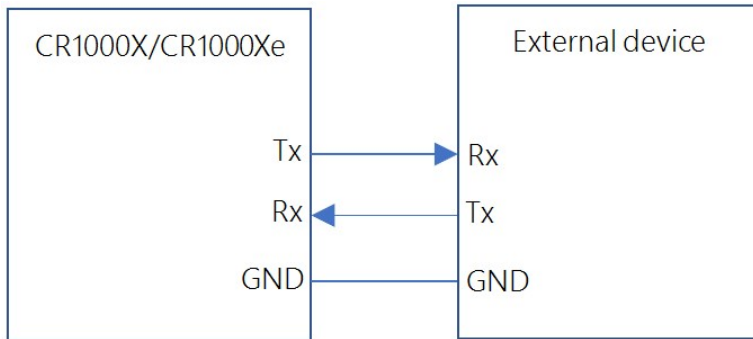 CR1000X/CR1000Xe
External device
Tx
Rx
Rx
Tx
GND
GND